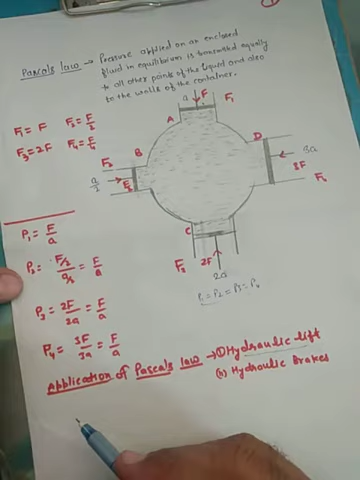 Pascals law → Pressure applied on an enclosed
fluid in equilibrium is transmitted equally
to all other points of the liquid and also
to the walls of the container.
F₁ = F F₂ = F/2
F₃ = 2F F₄ = F/a
a F F₁
A
B
D
F₂
a/2
3a
3F
F₄
C
F₃ 2F
2a
P₁ = P₂ = P₃ = P₄
P₁ = F/a
P₂ = F/2 / a/2 = F/a
P₃ = 2F/2a = F/a
P₄ = 3F/3a = F/a
Application of Pascals law → (i) Hydraulic lift
(ii) Hydraulic Brakes